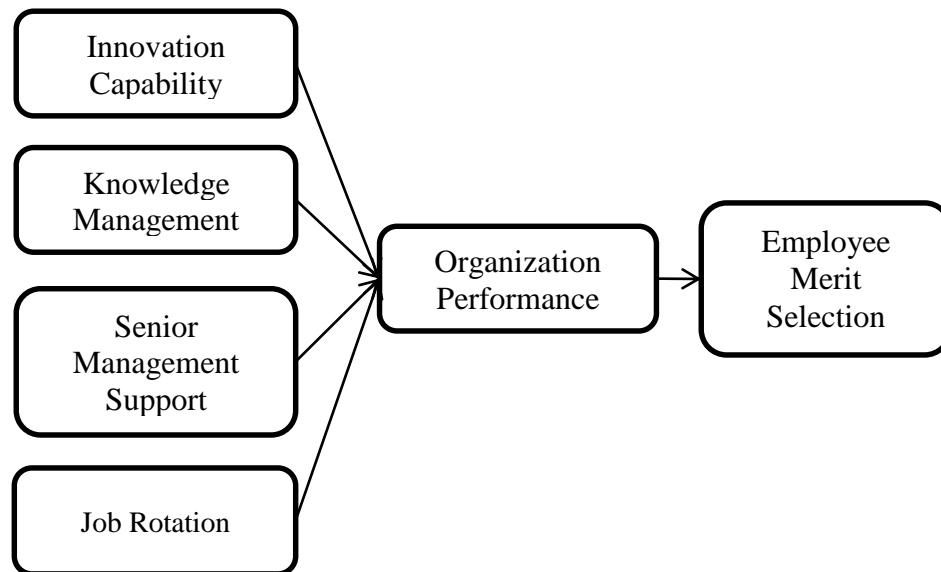 Innovation
Capability
Knowledge
Management
Senior
Management
Support
Job Rotation
Organization
Performance
Employee
Merit
Selection